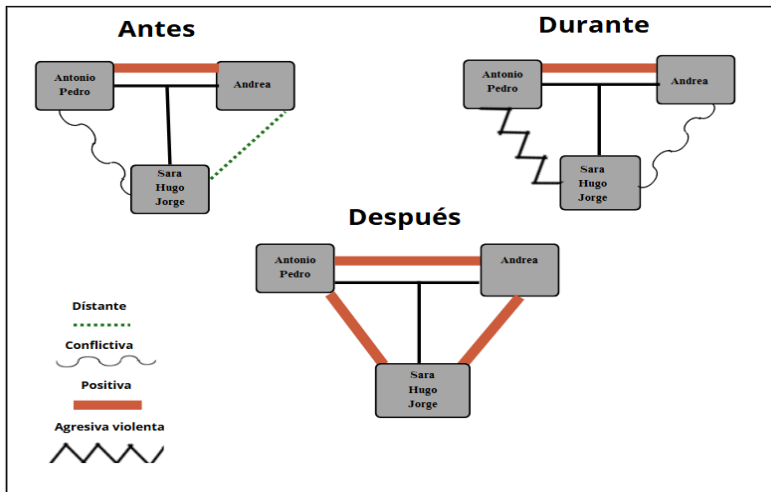 Antes
Antonio
Pedro
Andrea
Sara
Hugo
Jorge
Durante
Antonio
Pedro
Andrea
Sara
Hugo
Jorge
Después
Antonio
Pedro
Andrea
Sara
Hugo
Jorge
Dístante
Conflictiva
Positiva
Agresiva violenta